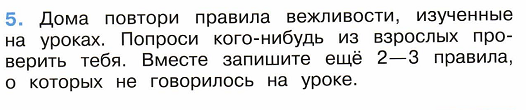 5. Дома повтори правила вежливости, изученные
на уроках. Попроси кого-нибудь из взрослых про-
верить тебя. Вместе запишите ещё 2—3 правила,
о которых не говорилось на уроке.